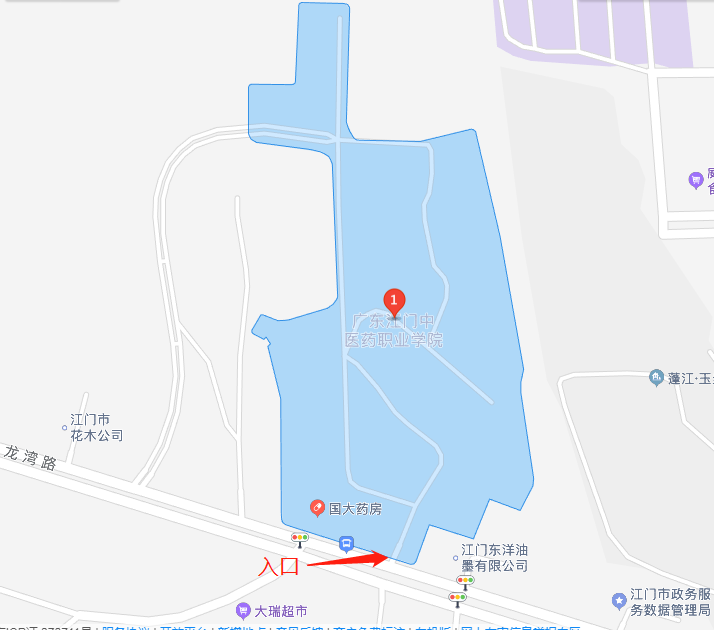 1
广东江门中
医药职业学院
蓬江·玉
江门市
花木公司
龙湾路
国大药房
江门东洋油
墨有限公司
入口
江门市政务服
务数据管理局
大瑞超市